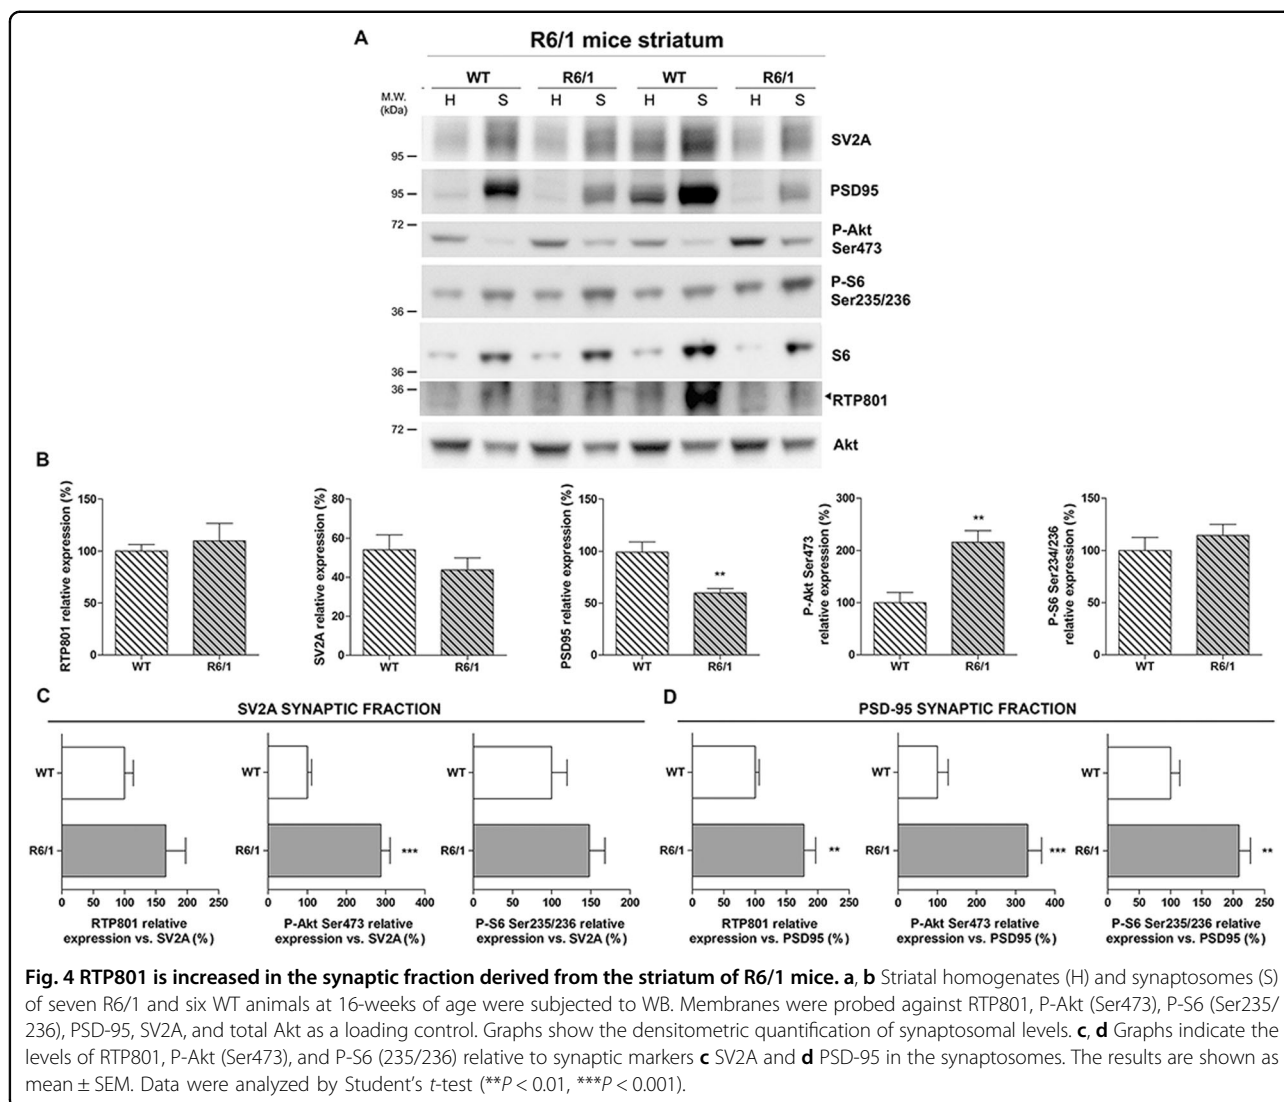 A
R6/1 mice striatum
WT R6/1 WT R6/1
M.W.
(kDa)
H S H S H S H S
95
SV2A
95
PSD95
72
P-Akt
Ser473
36
P-S6
Ser235/236
36
S6
36
RTP801
72
Akt
B
RTP801 relative expression (%)
150
100
50
0
WT R6/1
SV2A relative expression (%)
80
60
40
20
0
WT R6/1
PSD95 relative expression (%)
150
100
50
0
**
WT R6/1
P-Akt Ser473
relative expression (%)
300
200
100
0
**
WT R6/1
P-S6 Ser234/236
relative expression (%)
150
100
50
0
WT R6/1
C
SV2A SYNAPTIC FRACTION
WT
R6/1
0 50 100 150 200 250
RTP801 relative
expression vs. SV2A (%)
WT
R6/1
***
0 100 200 300 400
P-Akt Ser473 relative
expression vs. SV2A (%)
WT
R6/1
0 50 100 150 200
P-S6 Ser235/236 relative
expression vs. SV2A (%)
D
PSD-95 SYNAPTIC FRACTION
WT
R6/1
**
0 50 100 150 200 250
RTP801 relative
expression vs. PSD95 (%)
WT
R6/1
***
0 100 200 300 400
P-Akt Ser473 relative
expression vs. PSD95 (%)
WT
R6/1
**
0 50 100 150 200 250
P-S6 Ser235/236 relative
expression vs. PSD95 (%)
Fig. 4 RTP801 is increased in the synaptic fraction derived from the striatum of R6/1 mice. a, b Striatal homogenates (H) and synaptosomes (S)
of seven R6/1 and six WT animals at 16-weeks of age were subjected to WB. Membranes were probed against RTP801, P-Akt (Ser473), P-S6 (Ser235/
236), PSD-95, SV2A, and total Akt as a loading control. Graphs show the densitometric quantification of synaptosomal levels. c, d Graphs indicate the
levels of RTP801, P-Akt (Ser473), and P-S6 (235/236) relative to synaptic markers c SV2A and d PSD-95 in the synaptosomes. The results are shown as
mean ± SEM. Data were analyzed by Student's t-test (**P < 0.01, ***P < 0.001).